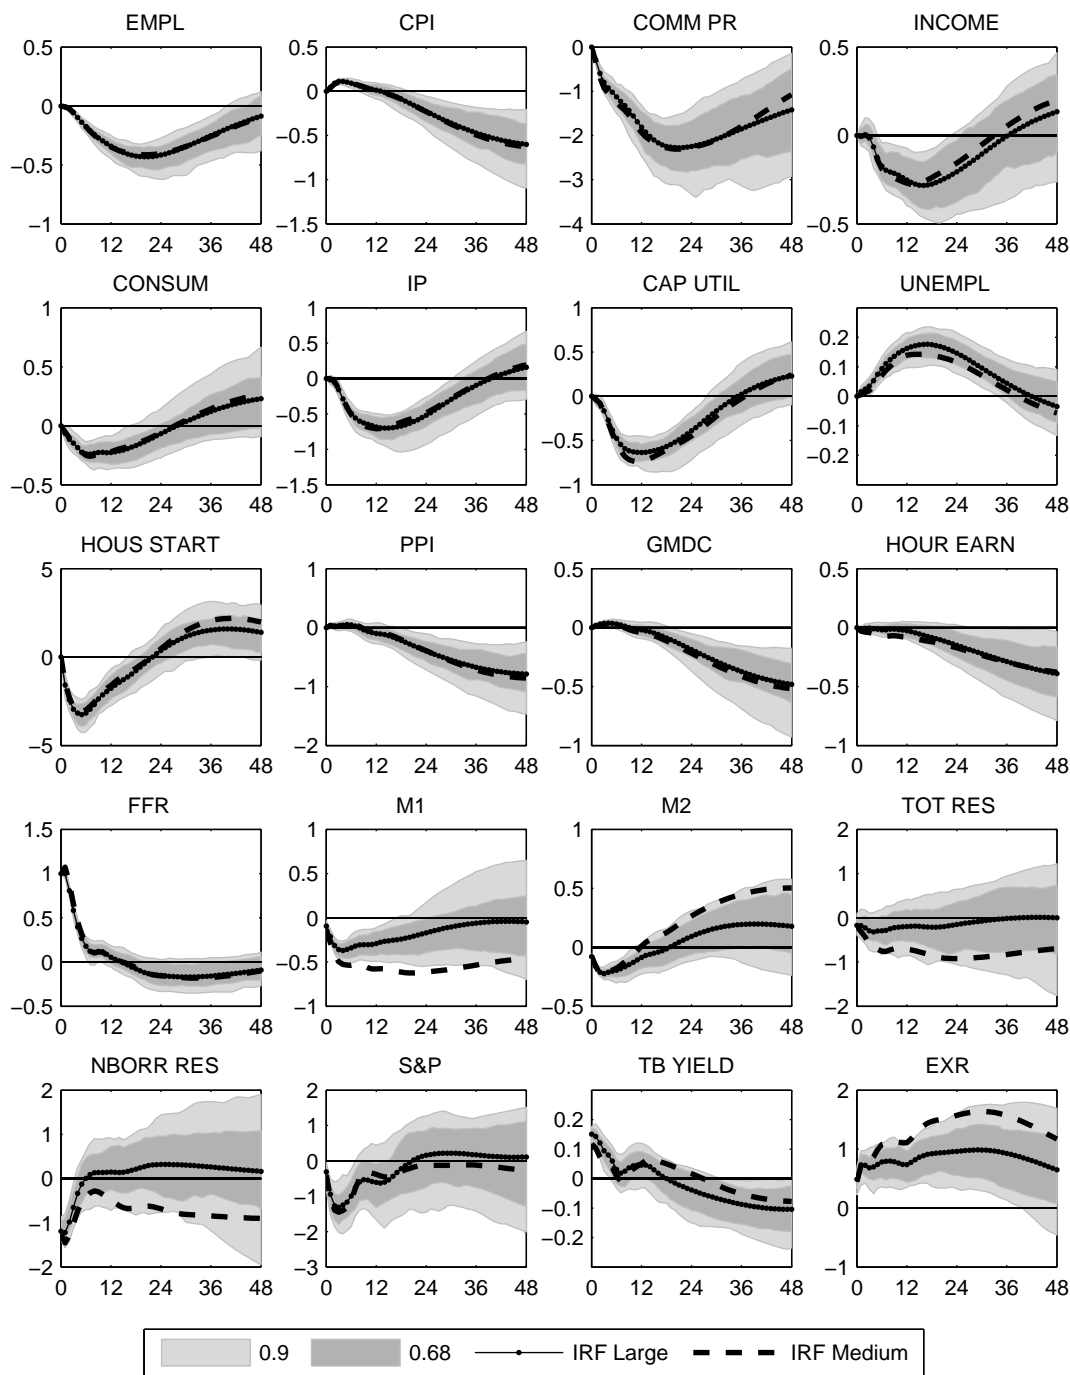 EMPL CPI COMM PR INCOME
0.5 0.5 0 0.5
0 0 −1 0
−0.5 −0.5 −2
−1 −3
−1 −1.5 −4 −0.5
0 12 24 36 48 0 12 24 36 48 0 12 24 36 48 0 12 24 36 48
CONSUM IP CAP UTIL UNEMPL
1 1 1
0.5 0.5 0.2
0.5 0 0.1
0 −0.5 0 0
−0.5 −0.1
−1 −0.2
−0.5 −1.5 −1
0 12 24 36 48 0 12 24 36 48 0 12 24 36 48 0 12 24 36 48
HOUS START PPI GMDC HOUR EARN
5 1 0.5 0.5
0 0 0 0
−1 −0.5 −0.5
−5 −2 −1 −1
0 12 24 36 48 0 12 24 36 48 0 12 24 36 48 0 12 24 36 48
FFR M1 M2 TOT RES
1.5 1 1 2
1 0.5 0.5 1
0.5 0 0
0 −0.5 0 −1
−0.5 −1 −0.5 −2
0 12 24 36 48 0 12 24 36 48 0 12 24 36 48 0 12 24 36 48
NBORR RES S&P TB YIELD EXR
2 2 2
1 1 0.2
0 0.1 1
0 −1 0
−1 −2 −0.1 0
−0.2
−2 −3 −1
0 12 24 36 48 0 12 24 36 48 0 12 24 36 48 0 12 24 36 48
0.9 0.68 IRF Large IRF Medium